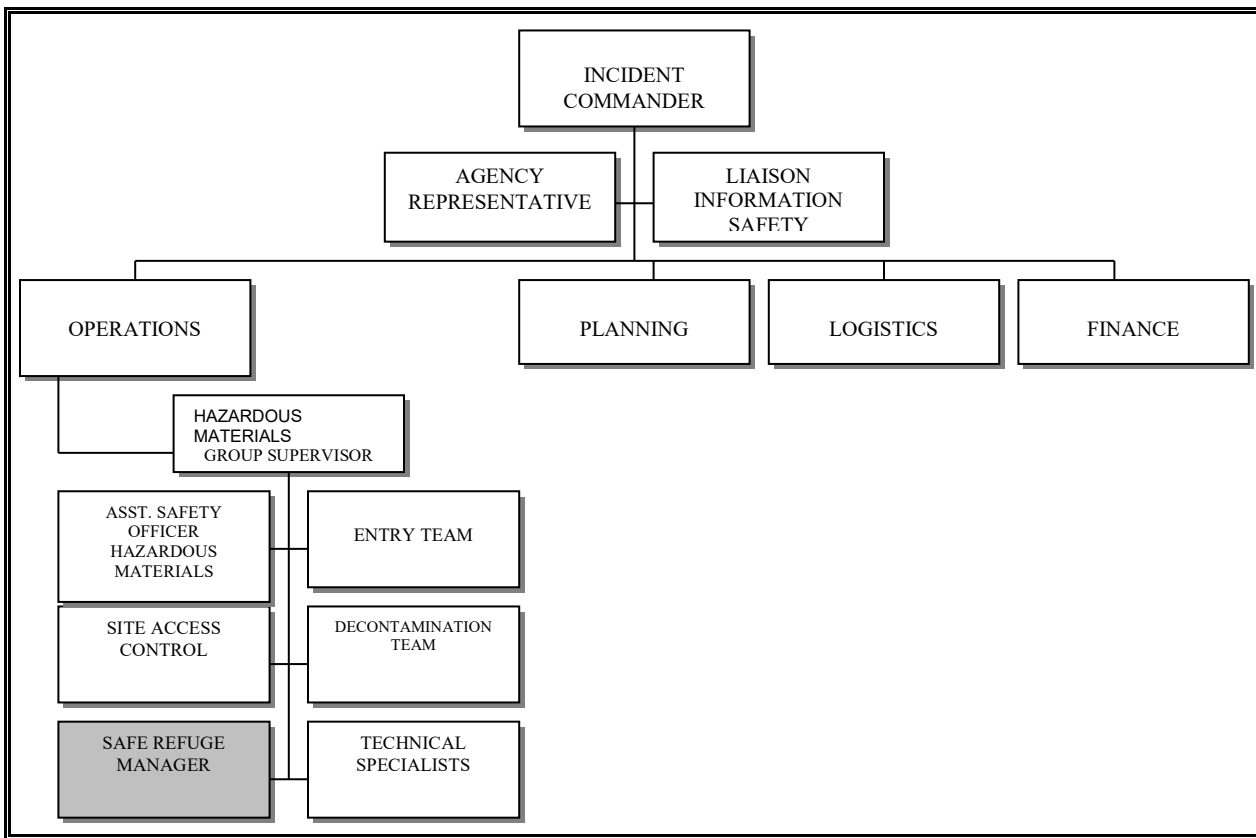 INCIDENT
COMMANDER
AGENCY
REPRESENTATIVE
LIAISON
INFORMATION
SAFETY
OPERATIONS
PLANNING
LOGISTICS
FINANCE
HAZARDOUS
MATERIALS
GROUP SUPERVISOR
ASST. SAFETY
OFFICER
HAZARDOUS
MATERIALS
ENTRY TEAM
SITE ACCESS
CONTROL
DECONTAMINATION
TEAM
SAFE REFUGE
MANAGER
TECHNICAL
SPECIALISTS